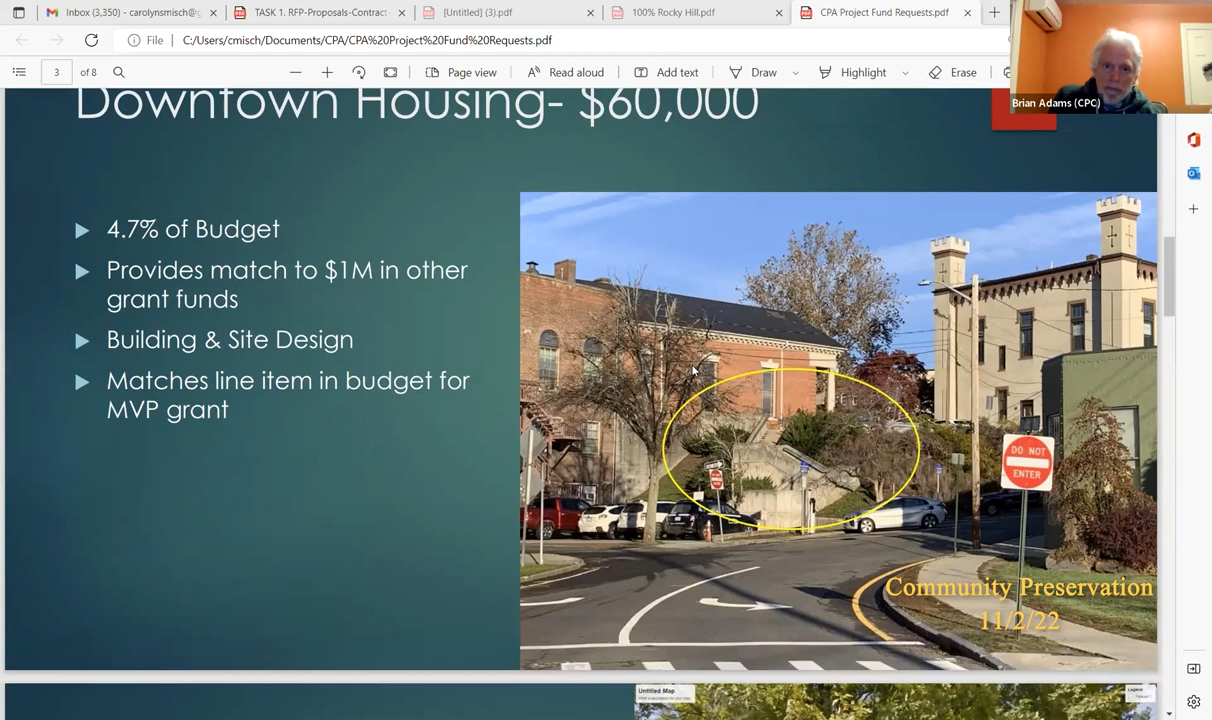 Inbox (3,350) - carolynsmisch@g
TASK 1. RFP-Proposals-Contract-
[Untitled] (3).pdf
100% Rocky Hill.pdf
CPA Project Fund Requests.pdf
File
C:/Users/cmisch/Documents/CPA/CPA%20Project%20Fund%20Requests.pdf
3 of 8
Page view
Read aloud
Add text
Draw
Highlight
Erase
Brian Adams (CPC)
Downtown Housing- $60,000
4.7% of Budget
Provides match to $1M in other
grant funds
Building & Site Design
Matches line item in budget for
MVP grant
DO NOT
ENTER
Community Preservation
11/2/22
Untitled Map
Legend